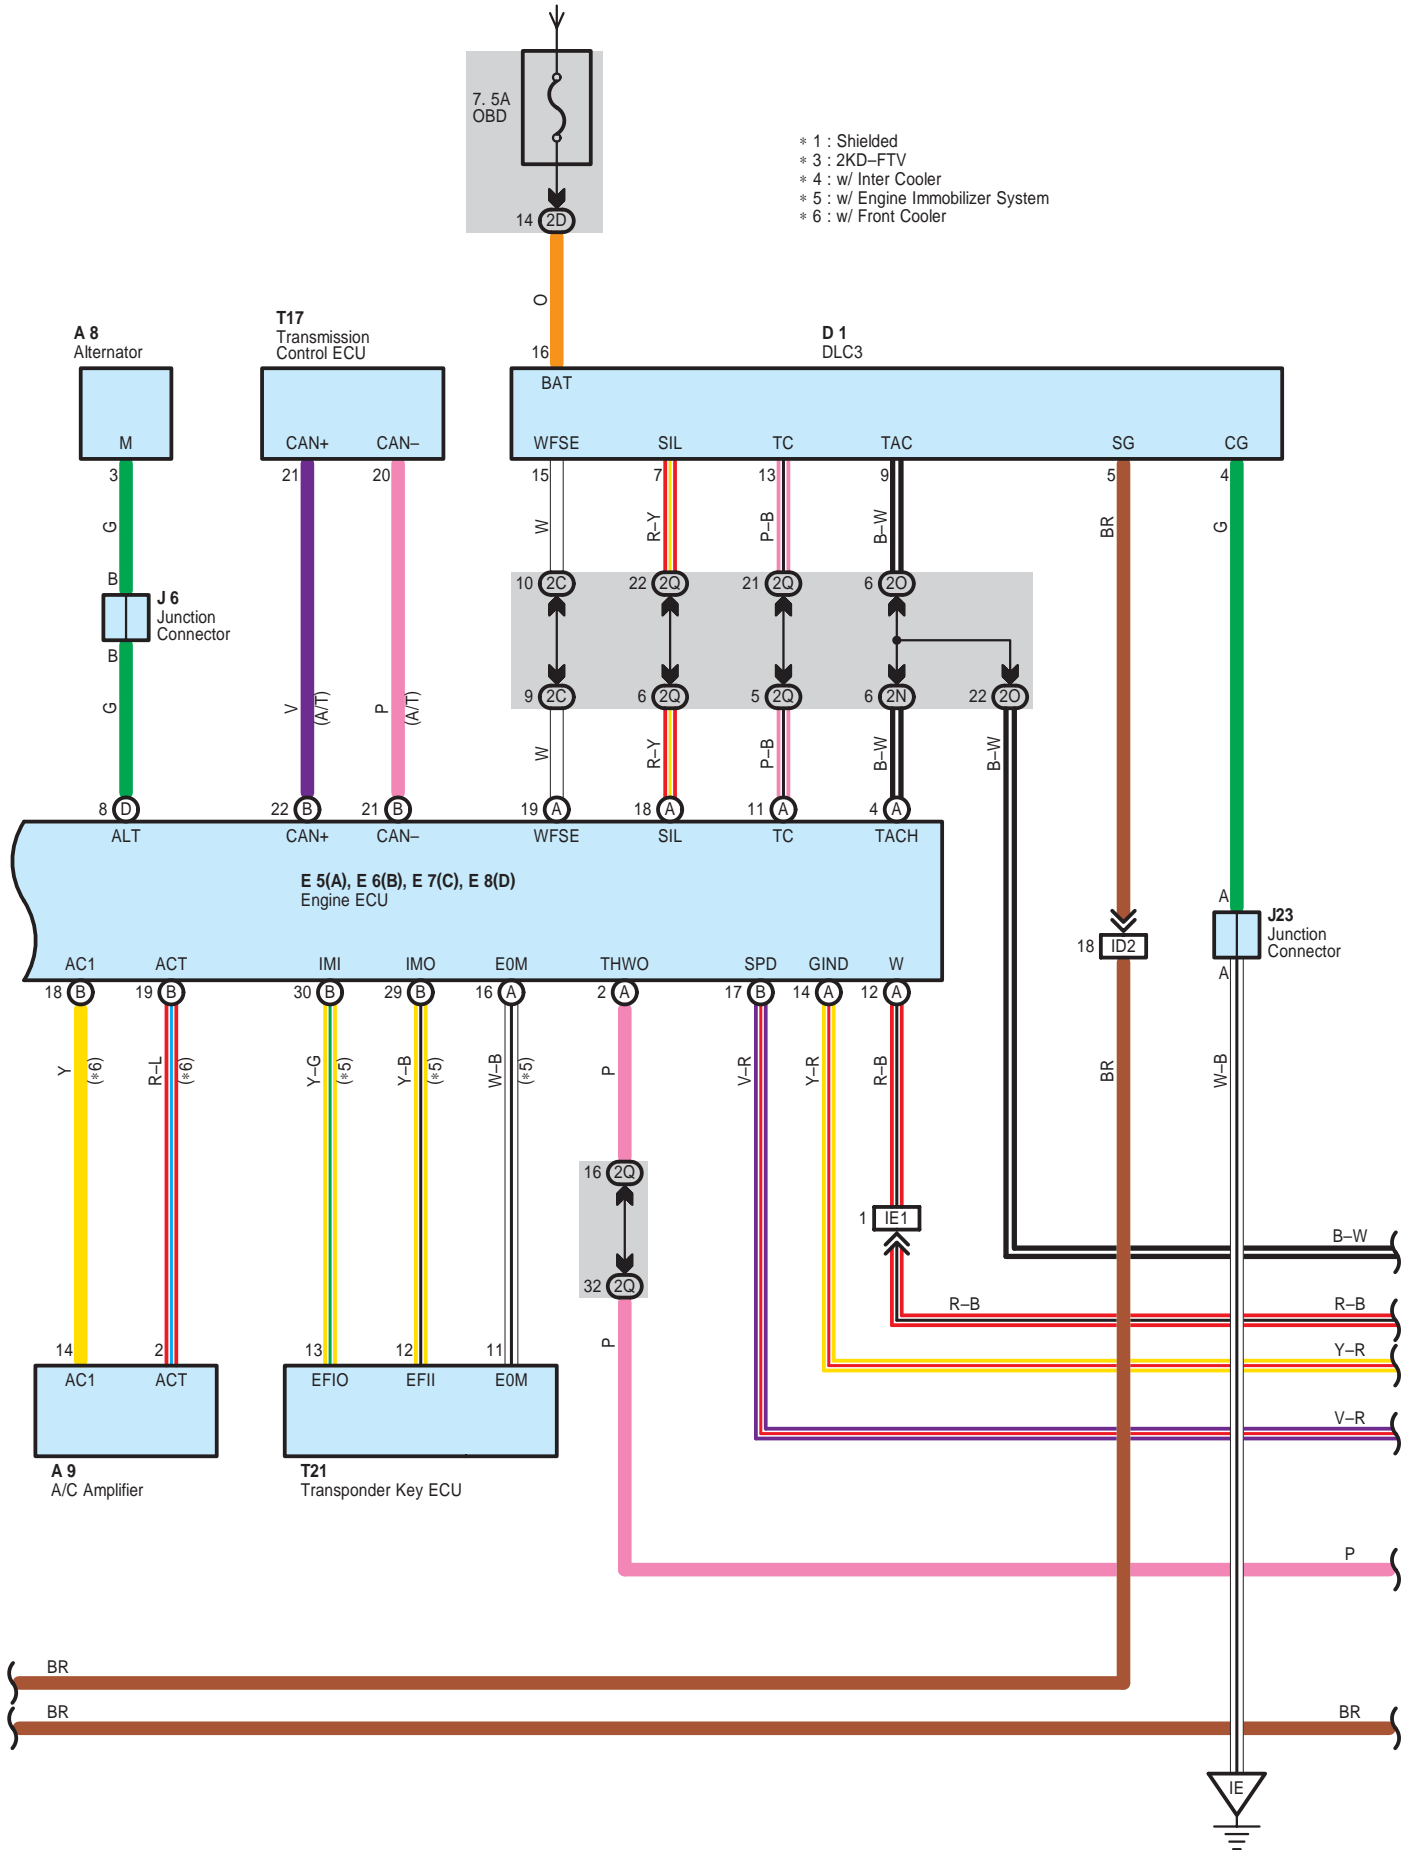 7. 5A
OBD
14 2D
∗ 1 : Shielded
∗ 3 : 2KD–FTV
∗ 4 : w/ Inter Cooler
∗ 5 : w/ Engine Immobilizer System
∗ 6 : w/ Front Cooler
O
A 8
Alternator
T17
Transmission
Control ECU
D 1
DLC3
16
BAT
M
CAN+ CAN–
WFSE SIL TC TAC SG CG
3 21 20 15 7 13 9 5 4
G W R–Y P–B B–W BR G
B
J 6
Junction
Connector
B
10 2C 22 2Q 21 2Q 6 2O
9 2C 6 2Q 5 2Q 6 2N 22 2O
G V (A/T) P (A/T) W R–Y P–B B–W B–W
8 D 22 B 21 B 19 A 18 A 11 A 4 A
ALT CAN+ CAN– WFSE SIL TC TACH
E 5(A), E 6(B), E 7(C), E 8(D)
Engine ECU
A
J23
Junction
Connector
A
18 ID2
AC1 ACT IMI IMO E0M THWO SPD GIND W
18 B 19 B 30 B 29 B 16 A 2 A 17 B 14 A 12 A
Y (∗6) R–L (∗6) Y–G (∗5) Y–B (∗5) W–B (∗5) P V–R Y–R R–B BR W–B
16 2Q
1 IE1
B–W
32 2Q
R–B R–B
P
Y–R
14 2 13 12 11
AC1 ACT EFIO EFII E0M
V–R
A 9
A/C Amplifier
T21
Transponder Key ECU
P
BR
BR BR
IE